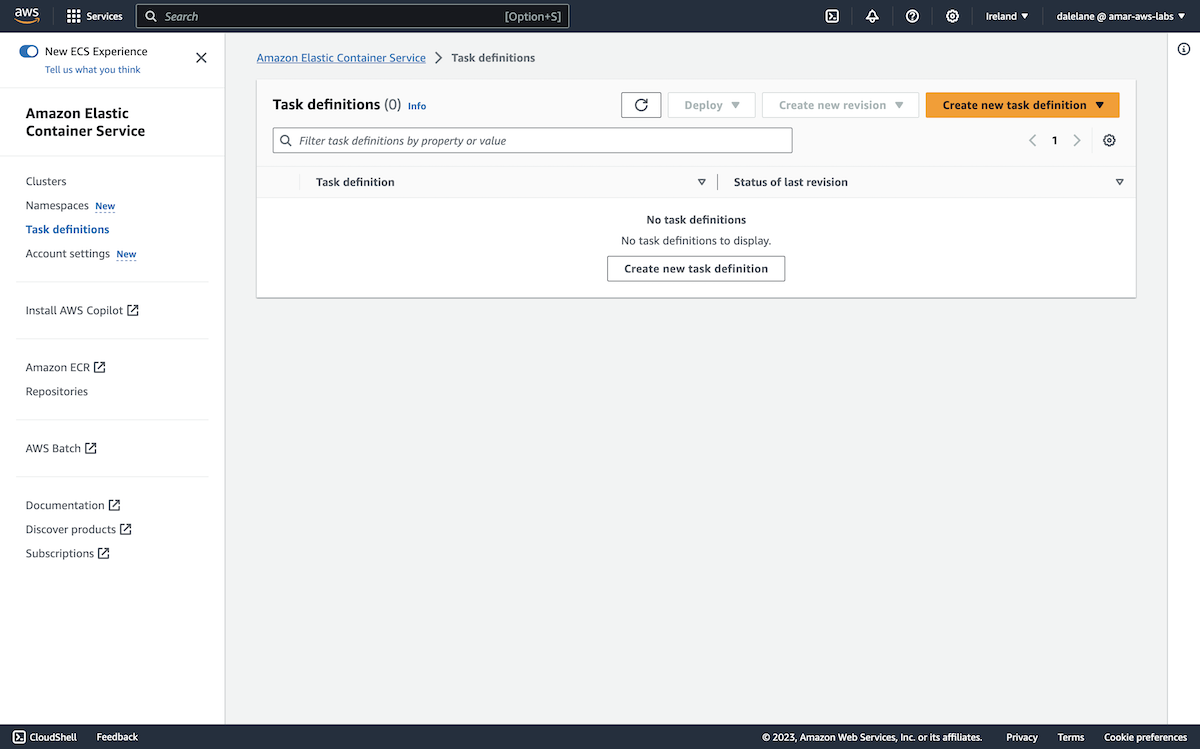 aws
Services
Search
[Option+S]
Ireland
dalelane @ amar-aws-labs
New ECS Experience
Tell us what you think
Amazon Elastic
Container Service
Clusters
Namespaces New
Task definitions
Account settings New
Install AWS Copilot
Amazon ECR
Repositories
AWS Batch
Documentation
Discover products
Subscriptions
Amazon Elastic Container Service > Task definitions
Task definitions (0) Info
Deploy
Create new revision
Create new task definition
Filter task definitions by property or value
1
Task definition
Status of last revision
No task definitions
No task definitions to display.
Create new task definition
CloudShell
Feedback
© 2023, Amazon Web Services, Inc. or its affiliates.
Privacy
Terms
Cookie preferences